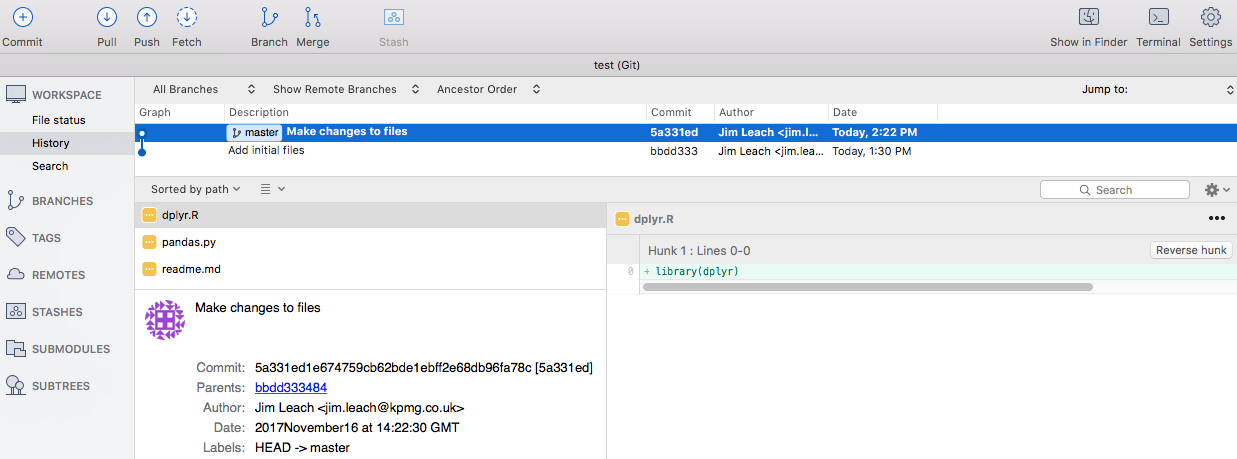 Commit Pull Push Fetch Branch Merge Stash Show in Finder Terminal Settings
test (Git)
WORKSPACE
File status
History
Search
BRANCHES
TAGS
REMOTES
STASHES
SUBMODULES
SUBTREES
All Branches Show Remote Branches Ancestor Order Jump to:
Graph Description Commit Author Date
master Make changes to files 5a331ed Jim Leach <jim.l... Today, 2:22 PM
Add initial files bbdd333 Jim Leach <jim.lea... Today, 1:30 PM
Sorted by path Search
dplyr.R
pandas.py
readme.md
dplyr.R
Hunk 1 : Lines 0-0 Reverse hunk
0 + library(dplyr)
Make changes to files
Commit: 5a331ed1e674759cb62bde1ebff2e68db96fa78c [5a331ed]
Parents: bbdd333484
Author: Jim Leach <jim.leach@kpmg.co.uk>
Date: 2017November16 at 14:22:30 GMT
Labels: HEAD -> master